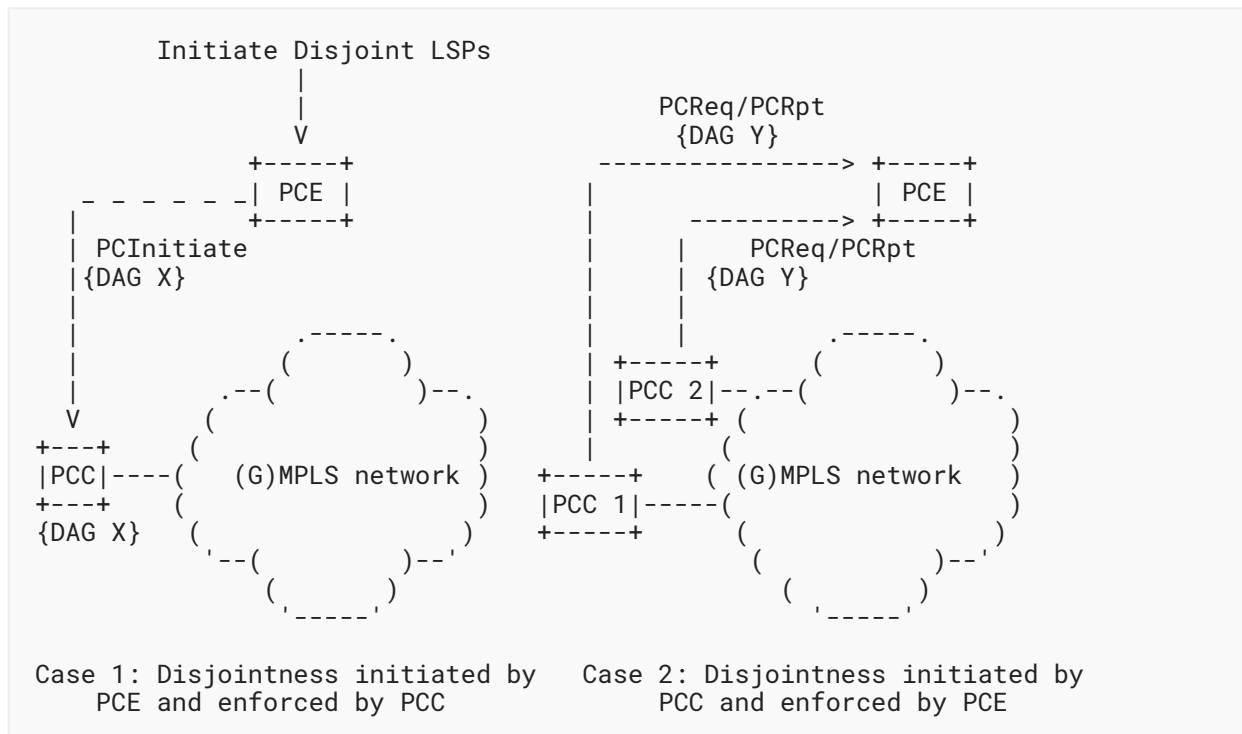 Initiate Disjoint LSPs
|
|                       PCReq/PCRpt
V                        {DAG Y}
+-----+                ----------------> +-----+
_ _ _ _ _ _| PCE |                |                  | PCE |
|           +-----+                |      ----------> +-----+
| PCInitiate                       |     |    PCReq/PCRpt
|{DAG X}                           |     | {DAG Y}
|                                  |     |
|              .-----.             |     |         .-----.
|             (       )            | +-----+      (       )
|         .--(         )--.        | |PCC 2|--.--(         )--.
V        (                 )       | +-----+ (                 )
+---+     (                   )      |        (                   )
|PCC|----(   (G)MPLS network )   +-----+    ( (G)MPLS network   )
+---+    (                   )   |PCC 1|-----(                   )
{DAG X}   (                 )    +-----+      (                 )
'--(         )--'                    (           )--'
(       )                         (        )
'-----'                           '-----'
Case 1: Disjointness initiated by   Case 2: Disjointness initiated by
PCE and enforced by PCC              PCC and enforced by PCE